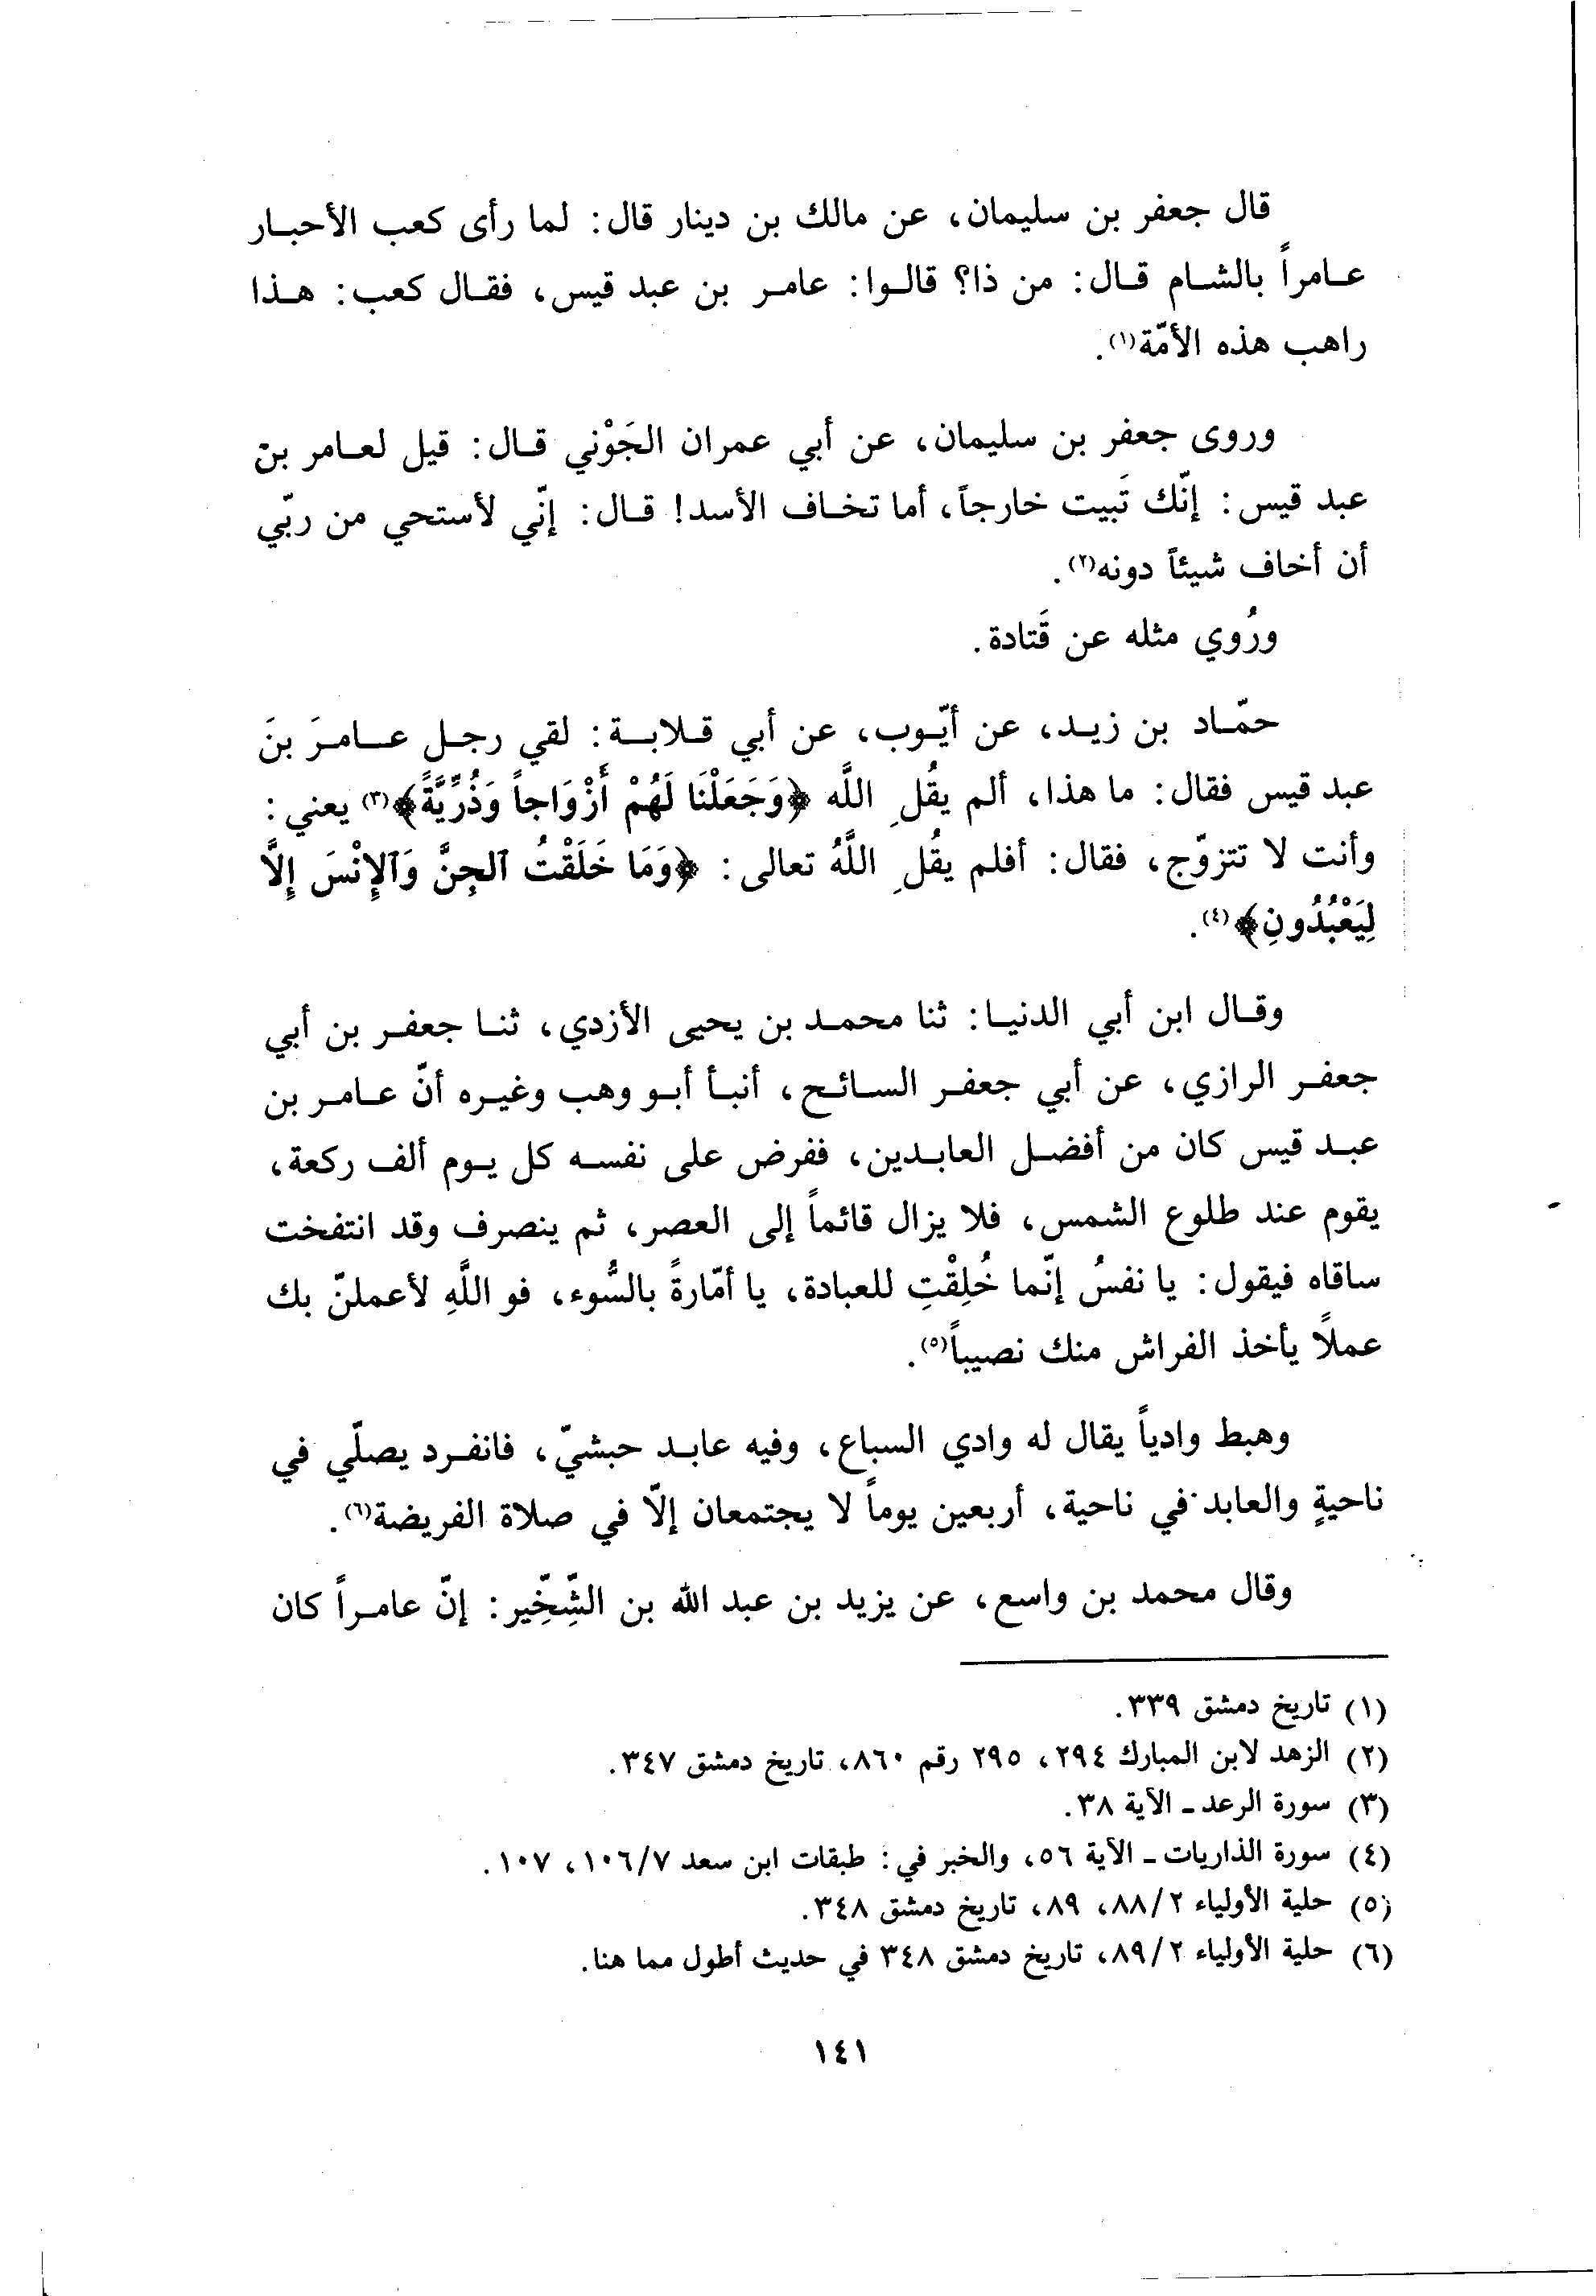 قال جعفر بن سليمان، عن مالك بن دينار قال: لما رأى كعب الأحبار
عامراً بالشام قال: من ذا؟ قالوا: عامر بن عبد قيس، فقال كعب: هذا
راهب هذه الأمّة(١).
وروى جعفر بن سليمان، عن أبي عمران الجَوْني قال: قيل لعامر بن
عبد قيس: إنّك تَبيت خارجاً، أما تخاف الأسد! قال: إنّي لأستحي من ربّي
أن أخاف شيئاً دونه(٢).
ورُوي مثله عن قَتادة.
حمّاد بن زيد، عن أيّوب، عن أبي قلابة: لقي رجل عامرَ بنَ
عبد قيس فقال: ما هذا، ألم يقُلِ اللَّه ﴿وَجَعَلْنَا لَهُمْ أَزْوَاجاً وَذُرِّيَّةً﴾(٣) يعني:
وأنت لا تتزوّج، فقال: أفلم يقُلِ اللَّهُ تعالى: ﴿وَمَا خَلَقْتُ ٱلجِنَّ وَٱلإِنْسَ إِلَّا
لِيَعْبُدُونِ﴾(٤).
وقال ابن أبي الدنيا: ثنا محمد بن يحيى الأزدي، ثنا جعفر بن أبي
جعفر الرازي، عن أبي جعفر السائح، أنبأ أبو وهب وغيره أنّ عامر بن
عبد قيس كان من أفضل العابدين، ففرض على نفسه كل يوم ألف ركعة،
يقوم عند طلوع الشمس، فلا يزال قائماً إلى العصر، ثم ينصرف وقد انتفخت
ساقاه فيقول: يا نفسُ إنّما خُلِقْتِ للعبادة، يا أمّارةً بالسُّوء، فو اللَّهِ لأعملنّ بك
عملًا يأخذ الفراش منك نصيباً(٥).
وهبط وادياً يقال له وادي السباع، وفيه عابد حبشيّ، فانفرد يصلّي في
ناحيةٍ والعابد في ناحية، أربعين يوماً لا يجتمعان إلّا في صلاة الفريضة(٦).
وقال محمد بن واسع، عن يزيد بن عبد الله بن الشِّخِّير: إنّ عامراً كان
(١) تاريخ دمشق ٣٣٩.
(٢) الزهد لابن المبارك ٢٩٤، ٢٩٥ رقم ٨٦٠، تاريخ دمشق ٣٤٧.
(٣) سورة الرعد - الآية ٣٨.
(٤) سورة الذاريات - الآية ٥٦، والخبر في: طبقات ابن سعد ١٠٦/٧، ١٠٧.
(٥) حلية الأولياء ٨٨/٢، ٨٩، تاريخ دمشق ٣٤٨.
(٦) حلية الأولياء ٨٩/٢، تاريخ دمشق ٣٤٨ في حديث أطول مما هنا.
١٤١